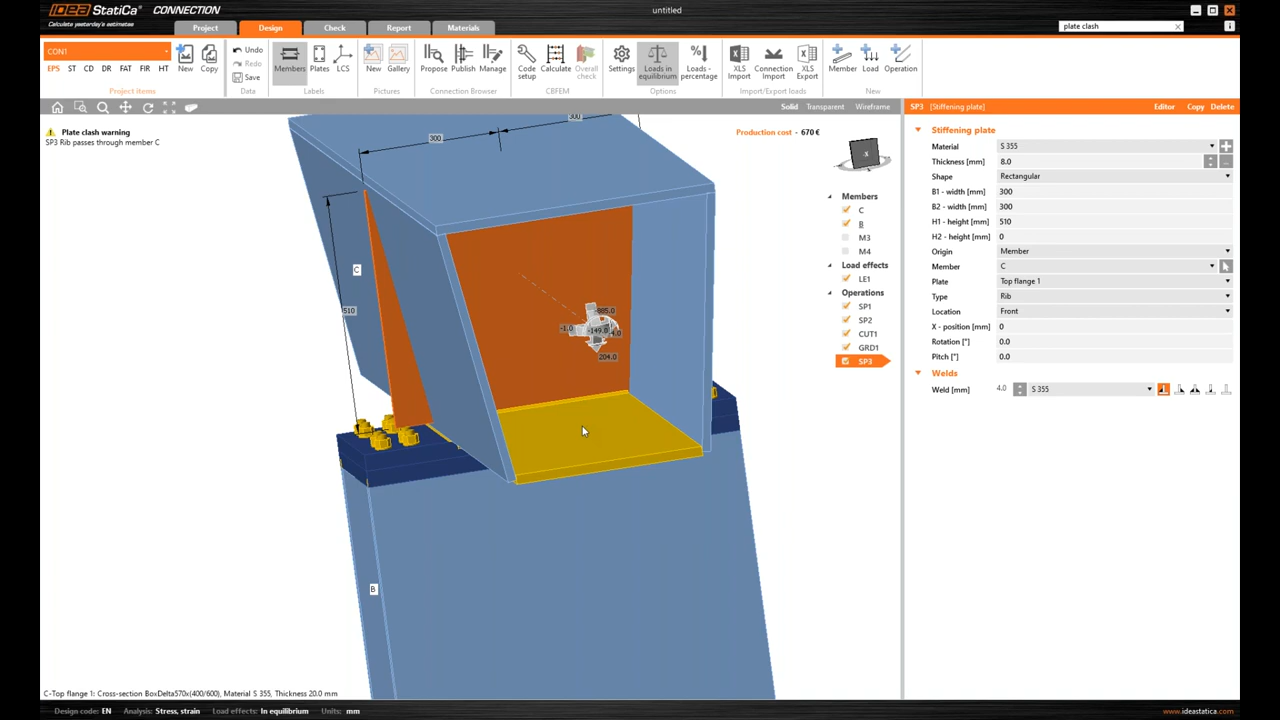 IDEA StatiCa® CONNECTION
Calculate yesterday's estimates
untitled
plate clash
Project
Design
Check
Report
Materials
CON1
EPS ST CD DR FAT FIR HT
New
Copy
Project items
Undo
Redo
Save
Data
Members
Plates
LCS
Labels
New
Gallery
Pictures
Propose
Publish
Manage
Connection Browser
Code setup
Calculate
Overall check
CBFEM
Settings
Loads in equilibrium
Loads - percentage
Options
XLS Import
Connection Import
XLS Export
Import/Export loads
Member
Load
Operation
New
Solid
Transparent
Wireframe
SP3 [Stiffening plate]
Editor
Copy
Delete
Plate clash warning
SP3 Rib passes through member C
Production cost - 670 €
300
300
-X
C
510
B
-1.0
-149.0
204.0
Members
C
B
M3
M4
Load effects
LE1
Operations
SP1
SP2
CUT1
GRD1
SP3
Stiffening plate
Material S 355
Thickness [mm] 8.0
Shape Rectangular
B1 - width [mm] 300
B2 - width [mm] 300
H1 - height [mm] 510
H2 - height [mm] 0
Origin Member
Member C
Plate Top flange 1
Type Rib
Location Front
X - position [mm] 0
Rotation [°] 0.0
Pitch [°] 0.0
Welds
Weld [mm] 4.0 S 355
C-Top flange 1: Cross-section BoxDelta570x(400/600), Material S 355, Thickness 20.0 mm
Design code: EN Analysis: Stress, strain Load effects: In equilibrium Units: mm
www.ideastatica.com